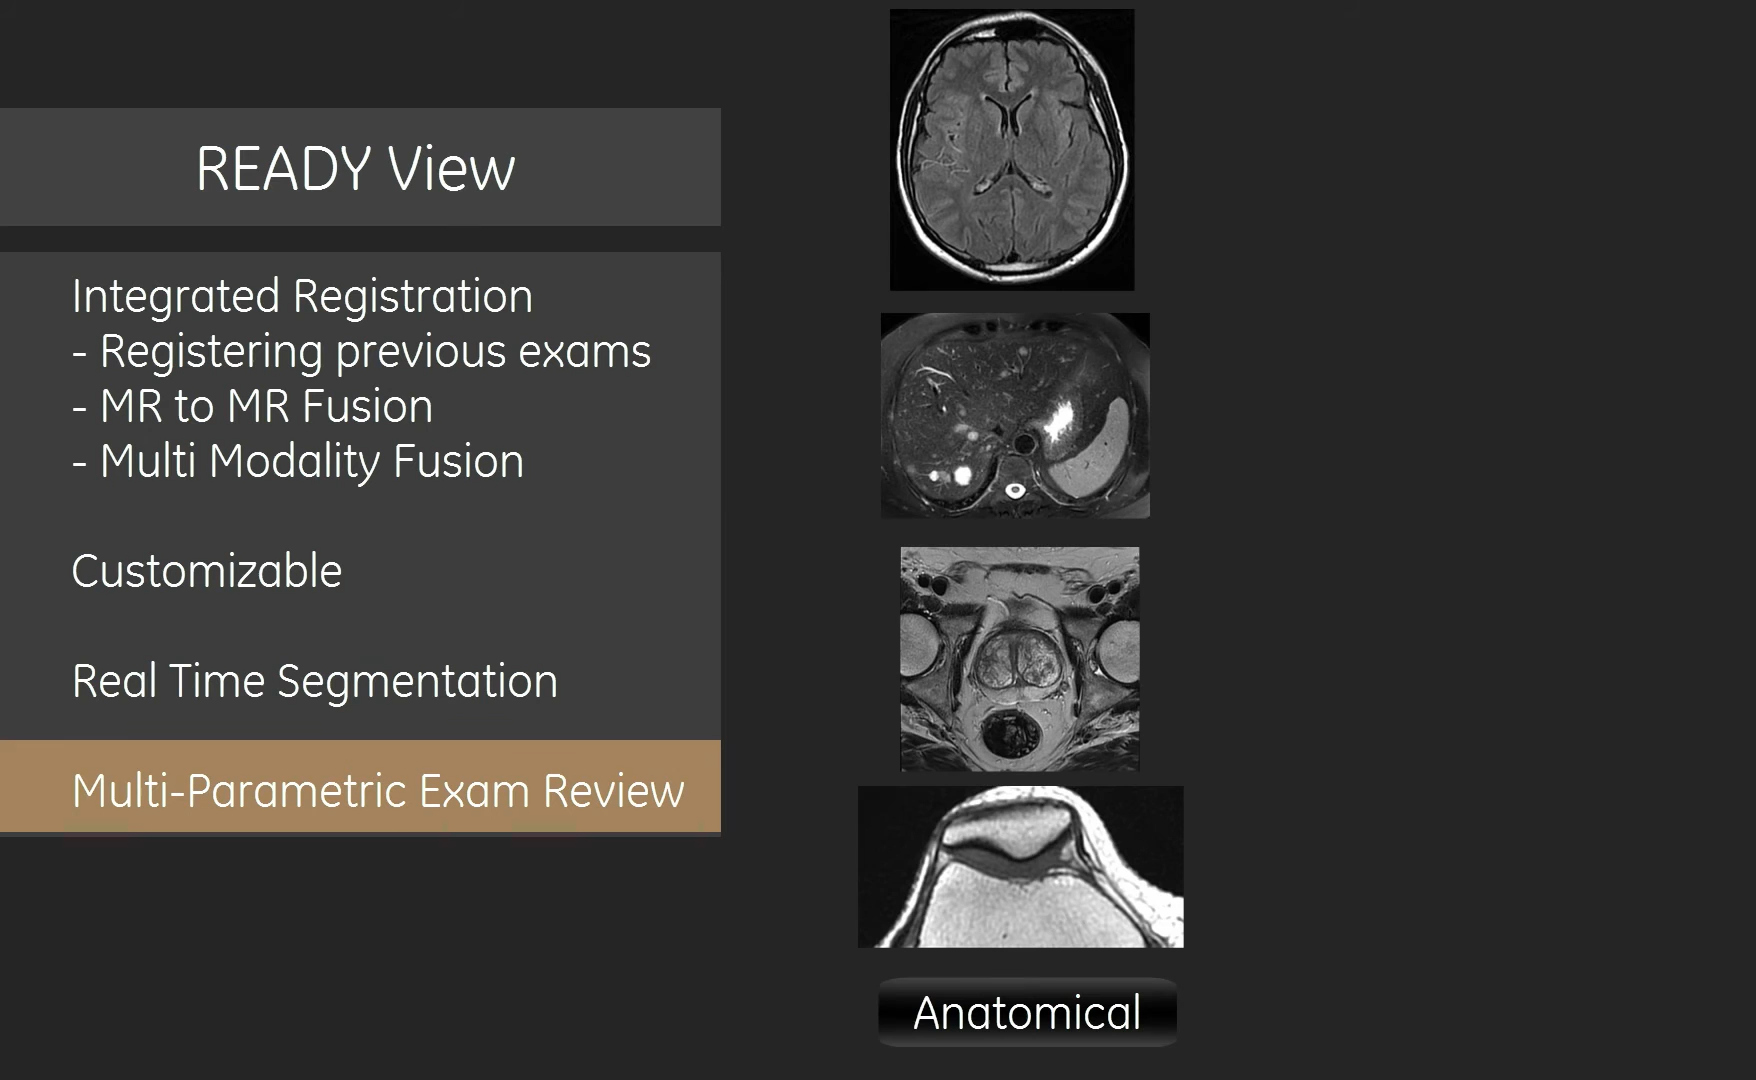 READY View
Integrated Registration
- Registering previous exams
- MR to MR Fusion
- Multi Modality Fusion
Customizable
Real Time Segmentation
Multi-Parametric Exam Review
Anatomical